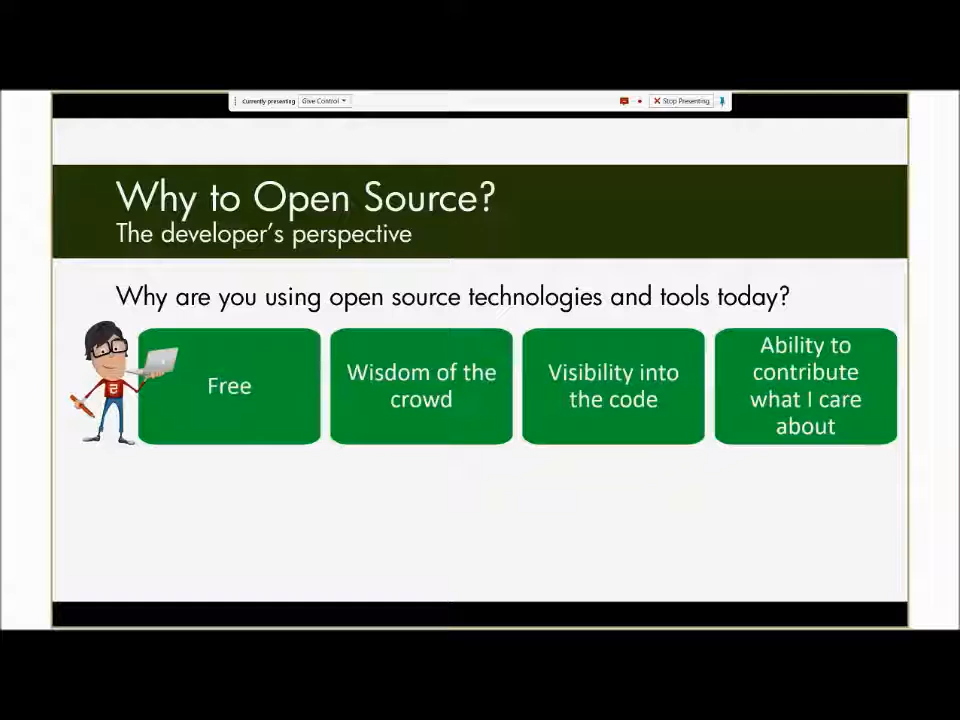 Currently presenting
Give Control
Stop Presenting
Why to Open Source?
The developer's perspective
Why are you using open source technologies and tools today?
Free
Wisdom of the
crowd
Visibility into
the code
Ability to
contribute
what I care
about